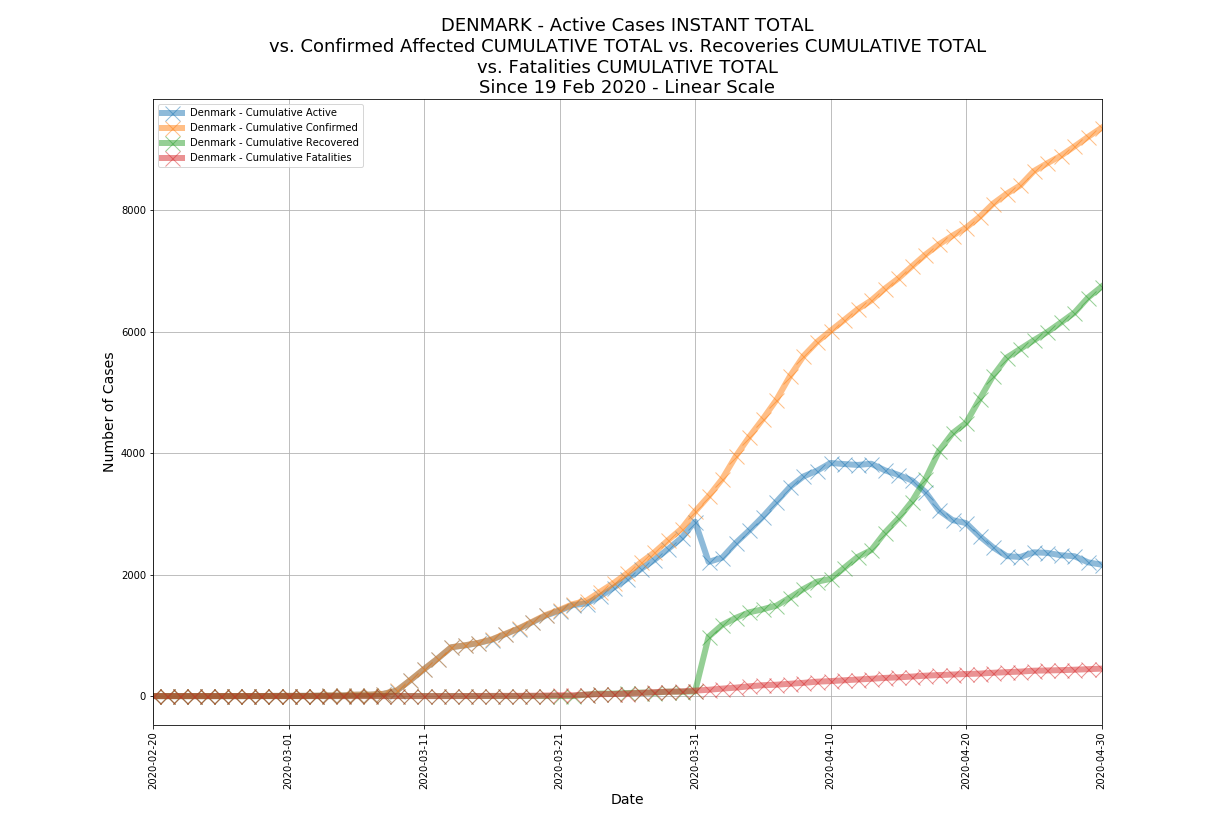 DENMARK - Active Cases INSTANT TOTAL
vs. Confirmed Affected CUMULATIVE TOTAL vs. Recoveries CUMULATIVE TOTAL
vs. Fatalities CUMULATIVE TOTAL
Since 19 Feb 2020 - Linear Scale
Denmark - Cumulative Active
Denmark - Cumulative Confirmed
Denmark - Cumulative Recovered
Denmark - Cumulative Fatalities
Number of Cases
8000
6000
4000
2000
0
2020-02-20
2020-03-01
2020-03-11
2020-03-21
2020-03-31
2020-04-10
2020-04-20
2020-04-30
Date